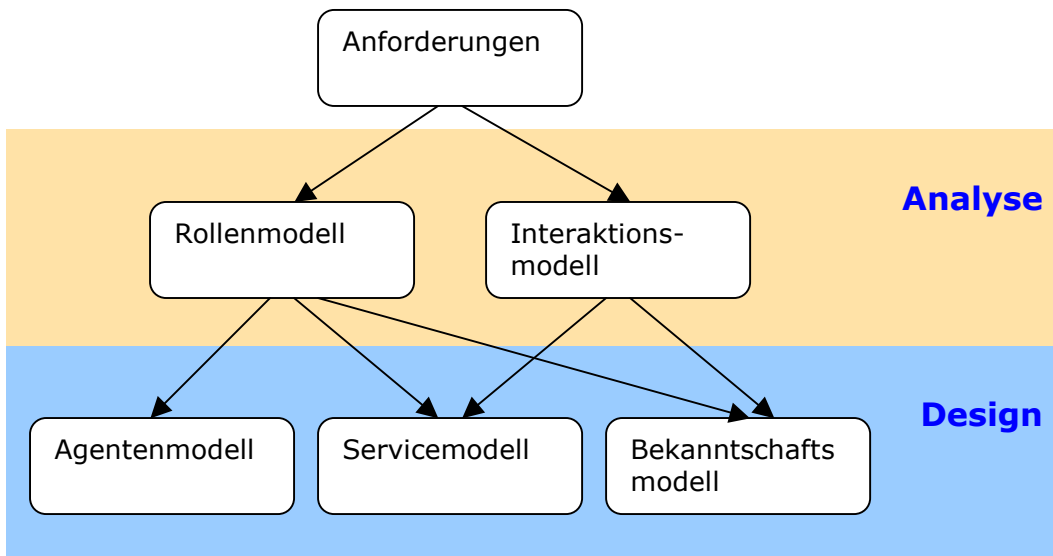 Anforderungen
Analyse
Rollenmodell
Interaktions-
modell
Design
Agentenmodell
Servicemodell
Bekanntschafts
modell